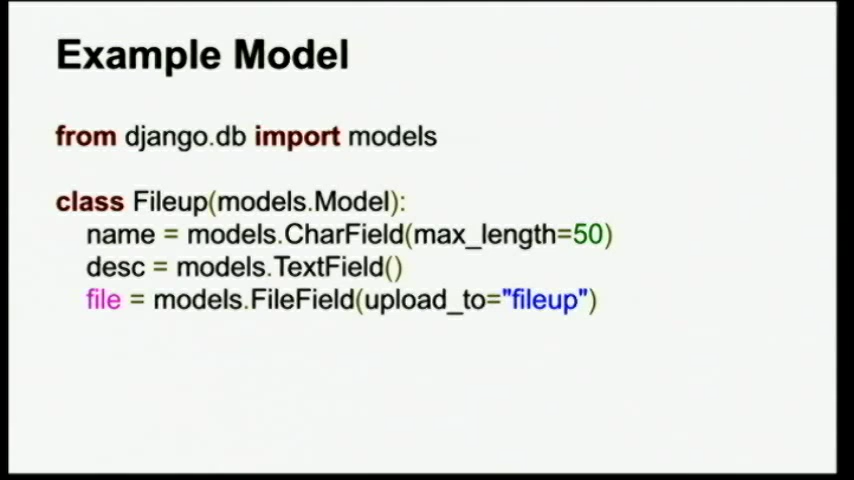 Example Model
from django.db import models
class Fileup(models.Model):
name = models.CharField(max_length=50)
desc = models.TextField()
file = models.FileField(upload_to="fileup")